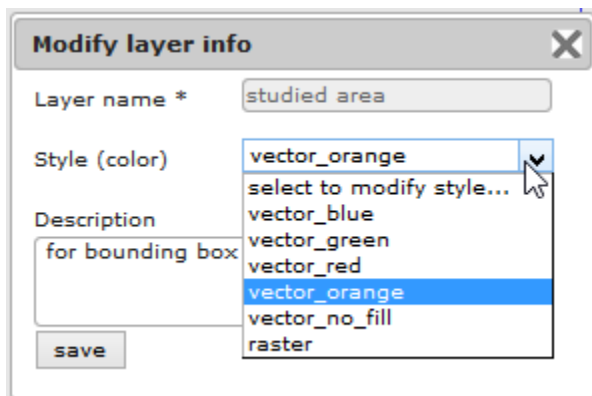 Modify layer info
Layer name *
studied area
Style (color)
vector_orange
select to modify style...
vector_blue
vector_green
vector_red
vector_orange
vector_no_fill
raster
Description
for bounding box
save